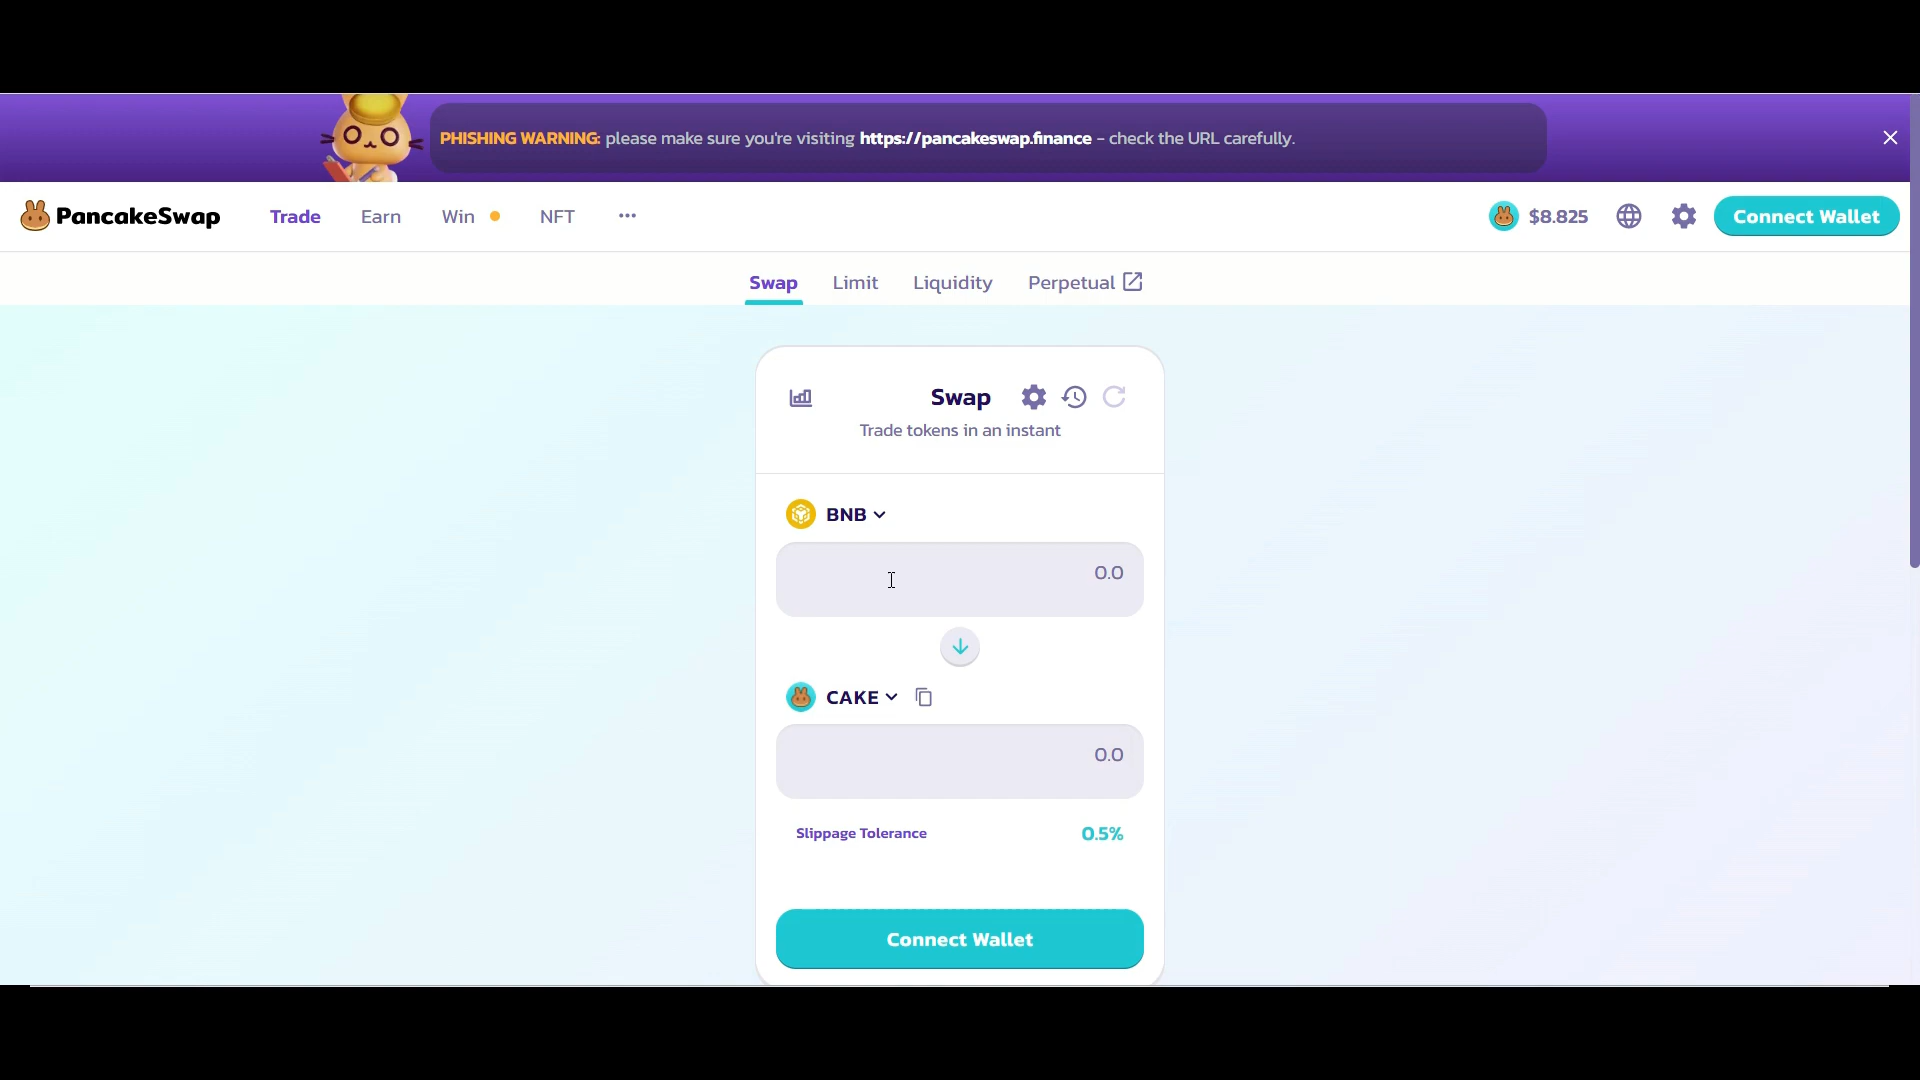 PHISHING WARNING: please make sure you're visiting https://pancakeswap.finance - check the URL carefully.
PancakeSwap
Trade
Earn
Win
NFT
$8.825
Connect Wallet
Swap
Limit
Liquidity
Perpetual
Swap
Trade tokens in an instant
BNB
0.0
CAKE
0.0
Slippage Tolerance
0.5%
Connect Wallet